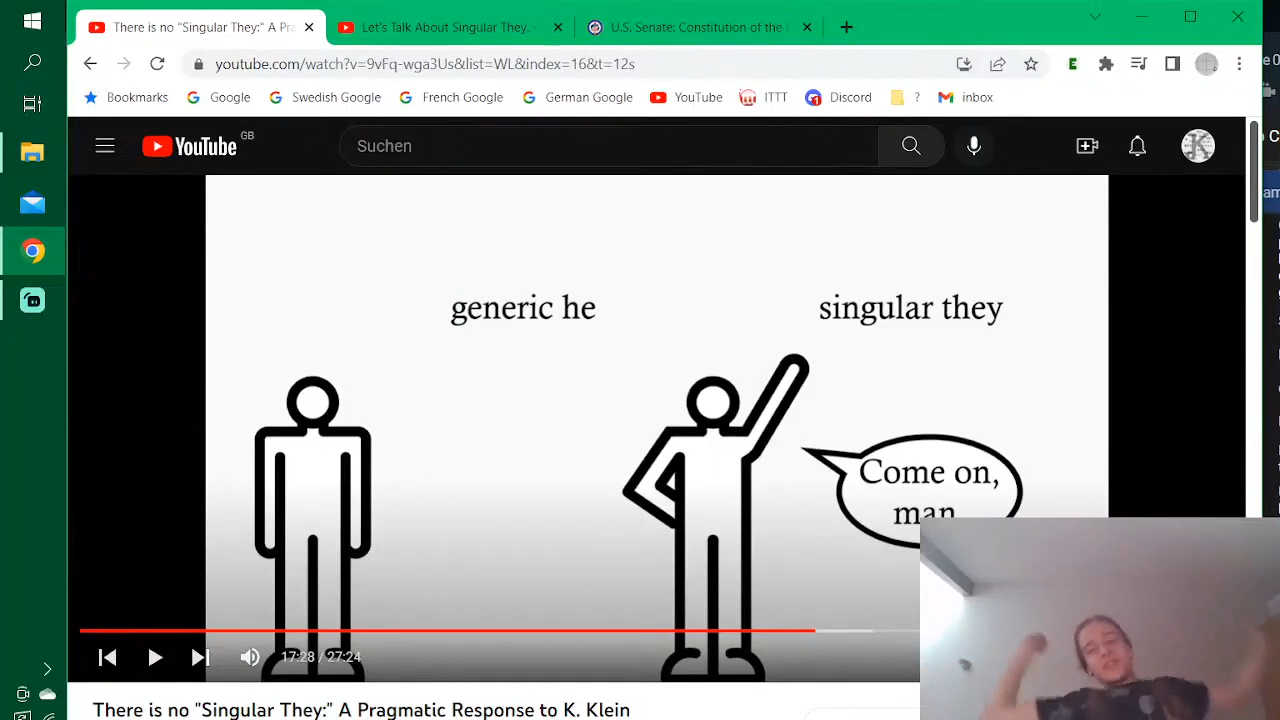 There is no "Singular They:" A Pra
Let's Talk About Singular They.
U.S. Senate: Constitution of the
youtube.com/watch?v=9vFq-wga3Us&list=WL&index=16&t=12s
E
Bookmarks Google Swedish Google French Google German Google YouTube ITTT Discord ? inbox
YouTube GB
Suchen
K
generic he singular they
Come on,
man
17:28 / 27:24
There is no "Singular They:" A Pragmatic Response to K. Klein